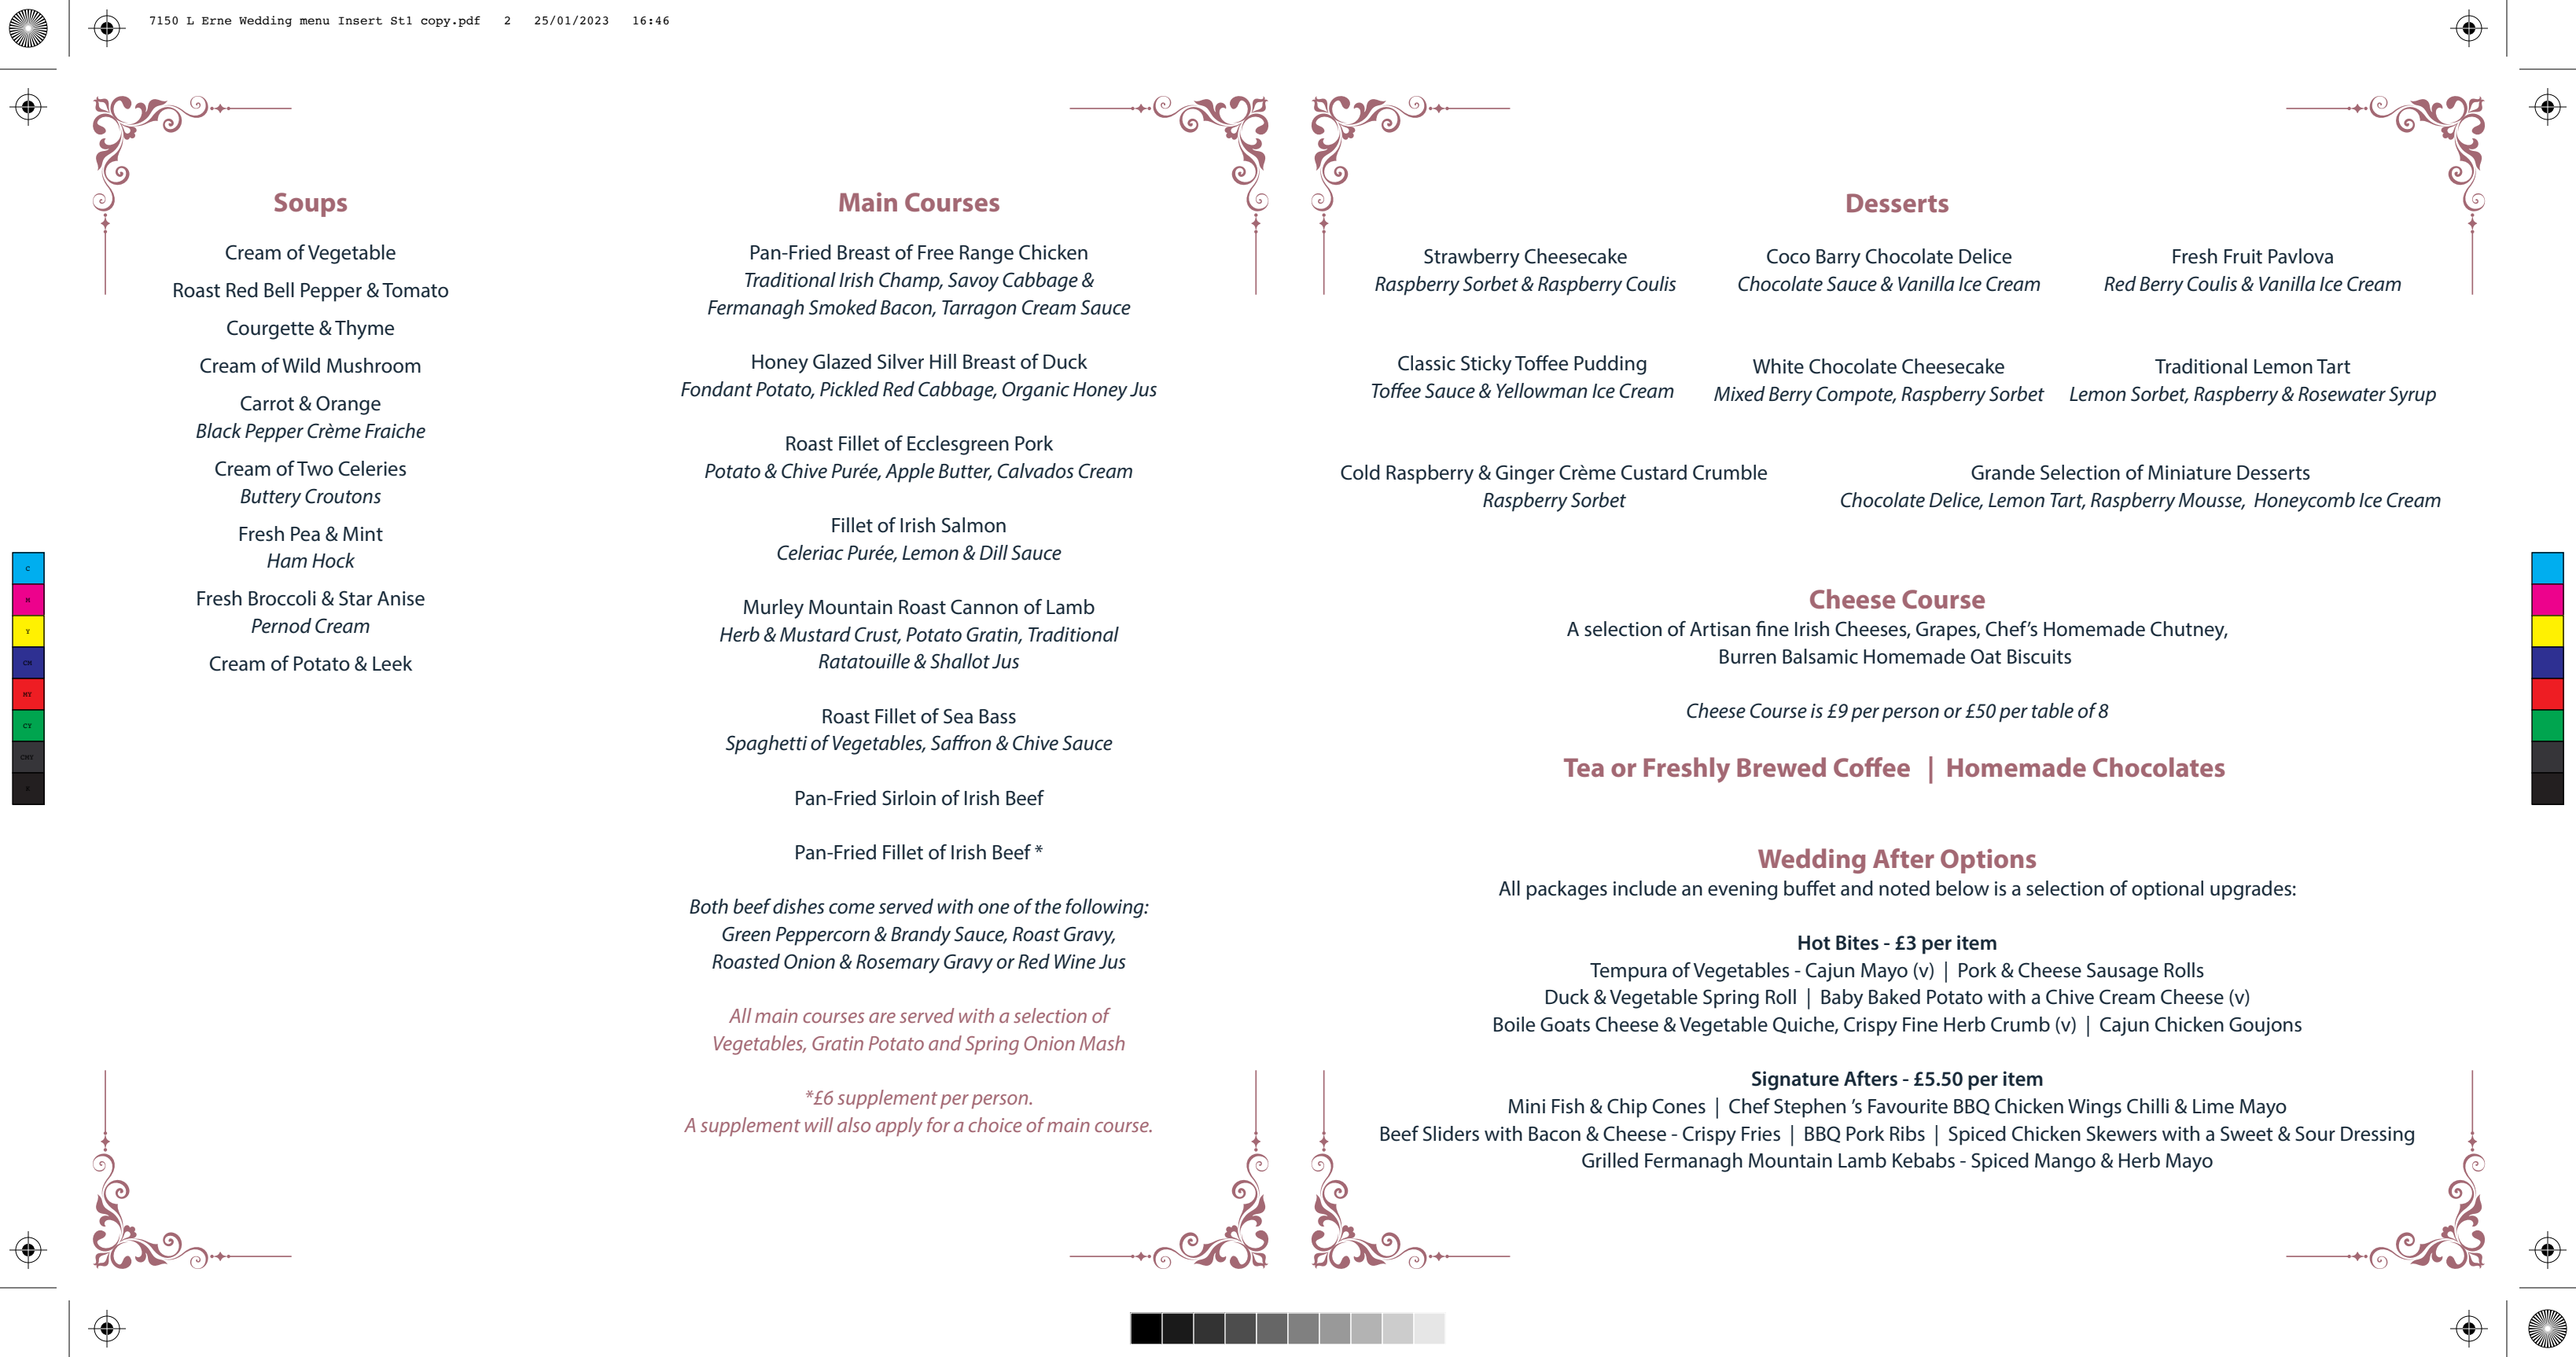 7150 L Erne Wedding menu Insert St1 copy.pdf   2   25/01/2023   16:46
Soups
Cream of Vegetable
Roast Red Bell Pepper & Tomato
Courgette & Thyme
Cream of Wild Mushroom
Carrot & Orange
Black Pepper Crème Fraiche
Cream of Two Celeries
Buttery Croutons
Fresh Pea & Mint
Ham Hock
Fresh Broccoli & Star Anise
Pernod Cream
Cream of Potato & Leek
Main Courses
Pan-Fried Breast of Free Range Chicken
Traditional Irish Champ, Savoy Cabbage &
Fermanagh Smoked Bacon, Tarragon Cream Sauce
Honey Glazed Silver Hill Breast of Duck
Fondant Potato, Pickled Red Cabbage, Organic Honey Jus
Roast Fillet of Ecclesgreen Pork
Potato & Chive Purée, Apple Butter, Calvados Cream
Fillet of Irish Salmon
Celeriac Purée, Lemon & Dill Sauce
Murley Mountain Roast Cannon of Lamb
Herb & Mustard Crust, Potato Gratin, Traditional
Ratatouille & Shallot Jus
Roast Fillet of Sea Bass
Spaghetti of Vegetables, Saffron & Chive Sauce
Pan-Fried Sirloin of Irish Beef
Pan-Fried Fillet of Irish Beef *
Both beef dishes come served with one of the following:
Green Peppercorn & Brandy Sauce, Roast Gravy,
Roasted Onion & Rosemary Gravy or Red Wine Jus
All main courses are served with a selection of
Vegetables, Gratin Potato and Spring Onion Mash
*£6 supplement per person.
A supplement will also apply for a choice of main course.
Desserts
Strawberry Cheesecake
Raspberry Sorbet & Raspberry Coulis
Coco Barry Chocolate Delice
Chocolate Sauce & Vanilla Ice Cream
Fresh Fruit Pavlova
Red Berry Coulis & Vanilla Ice Cream
Classic Sticky Toffee Pudding
Toffee Sauce & Yellowman Ice Cream
White Chocolate Cheesecake
Mixed Berry Compote, Raspberry Sorbet
Traditional Lemon Tart
Lemon Sorbet, Raspberry & Rosewater Syrup
Cold Raspberry & Ginger Crème Custard Crumble
Raspberry Sorbet
Grande Selection of Miniature Desserts
Chocolate Delice, Lemon Tart, Raspberry Mousse, Honeycomb Ice Cream
Cheese Course
A selection of Artisan fine Irish Cheeses, Grapes, Chef's Homemade Chutney,
Burren Balsamic Homemade Oat Biscuits
Cheese Course is £9 per person or £50 per table of 8
Tea or Freshly Brewed Coffee | Homemade Chocolates
Wedding After Options
All packages include an evening buffet and noted below is a selection of optional upgrades:
Hot Bites - £3 per item
Tempura of Vegetables - Cajun Mayo (v) | Pork & Cheese Sausage Rolls
Duck & Vegetable Spring Roll | Baby Baked Potato with a Chive Cream Cheese (v)
Boile Goats Cheese & Vegetable Quiche, Crispy Fine Herb Crumb (v) | Cajun Chicken Goujons
Signature Afters - £5.50 per item
Mini Fish & Chip Cones | Chef Stephen 's Favourite BBQ Chicken Wings Chilli & Lime Mayo
Beef Sliders with Bacon & Cheese - Crispy Fries | BBQ Pork Ribs | Spiced Chicken Skewers with a Sweet & Sour Dressing
Grilled Fermanagh Mountain Lamb Kebabs - Spiced Mango & Herb Mayo
C
M
Y
CM
MY
CY
CMY
K